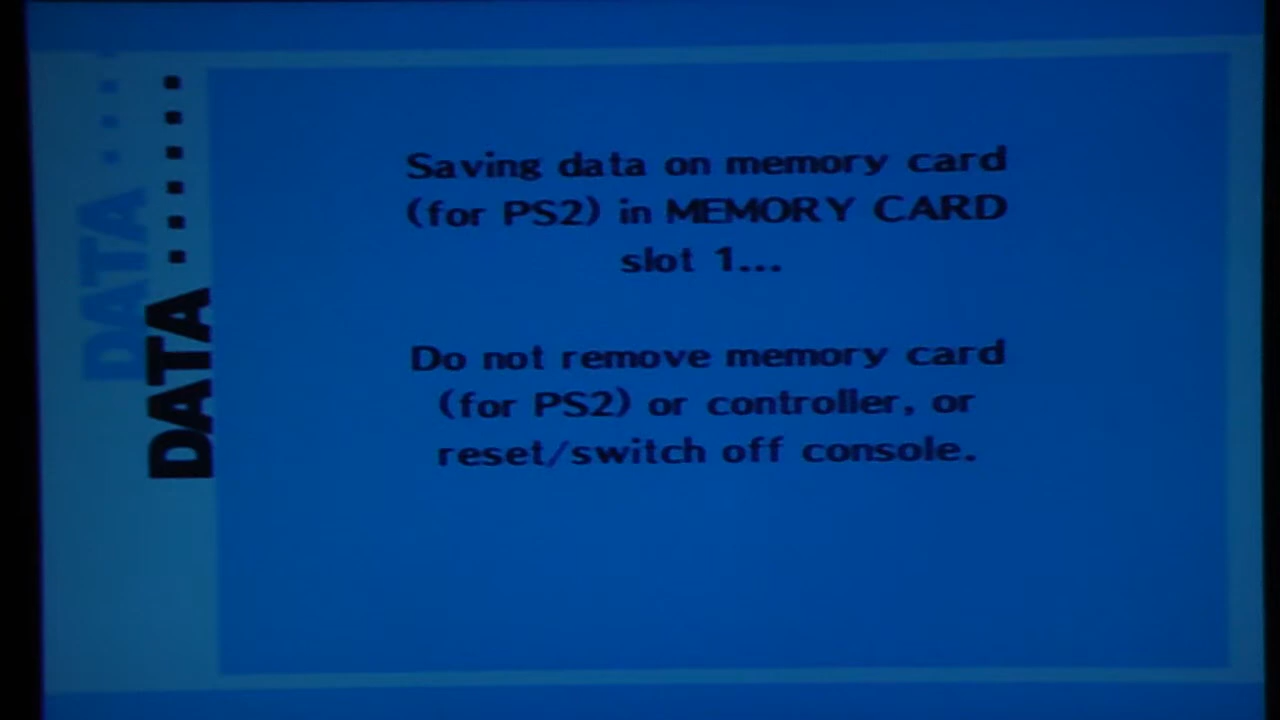 DATA ......
DATA ....
Saving data on memory card
(for PS2) in MEMORY CARD
slot 1...
Do not remove memory card
(for PS2) or controller, or
reset/switch off console.